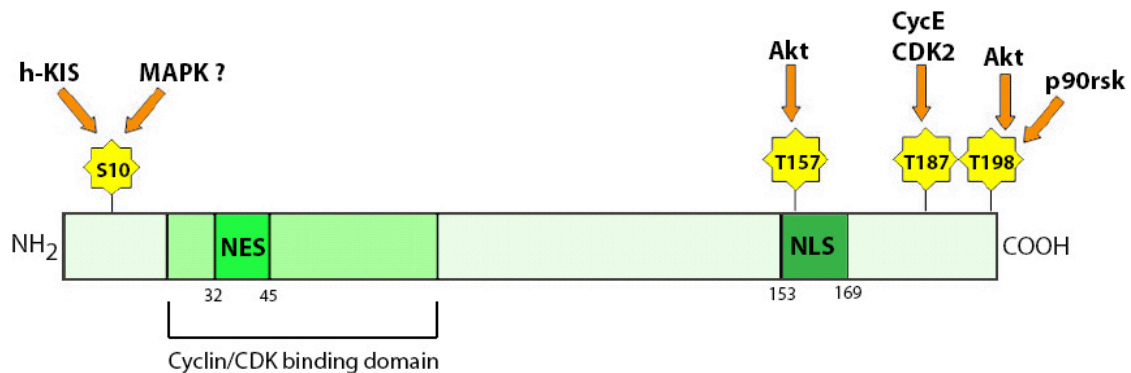 h-KIS
MAPK ?
Akt
CycE
CDK2
Akt
p90rsk
S10
T157
T187
T198
NH2
NES
NLS
COOH
32
45
153
169
Cyclin/CDK binding domain